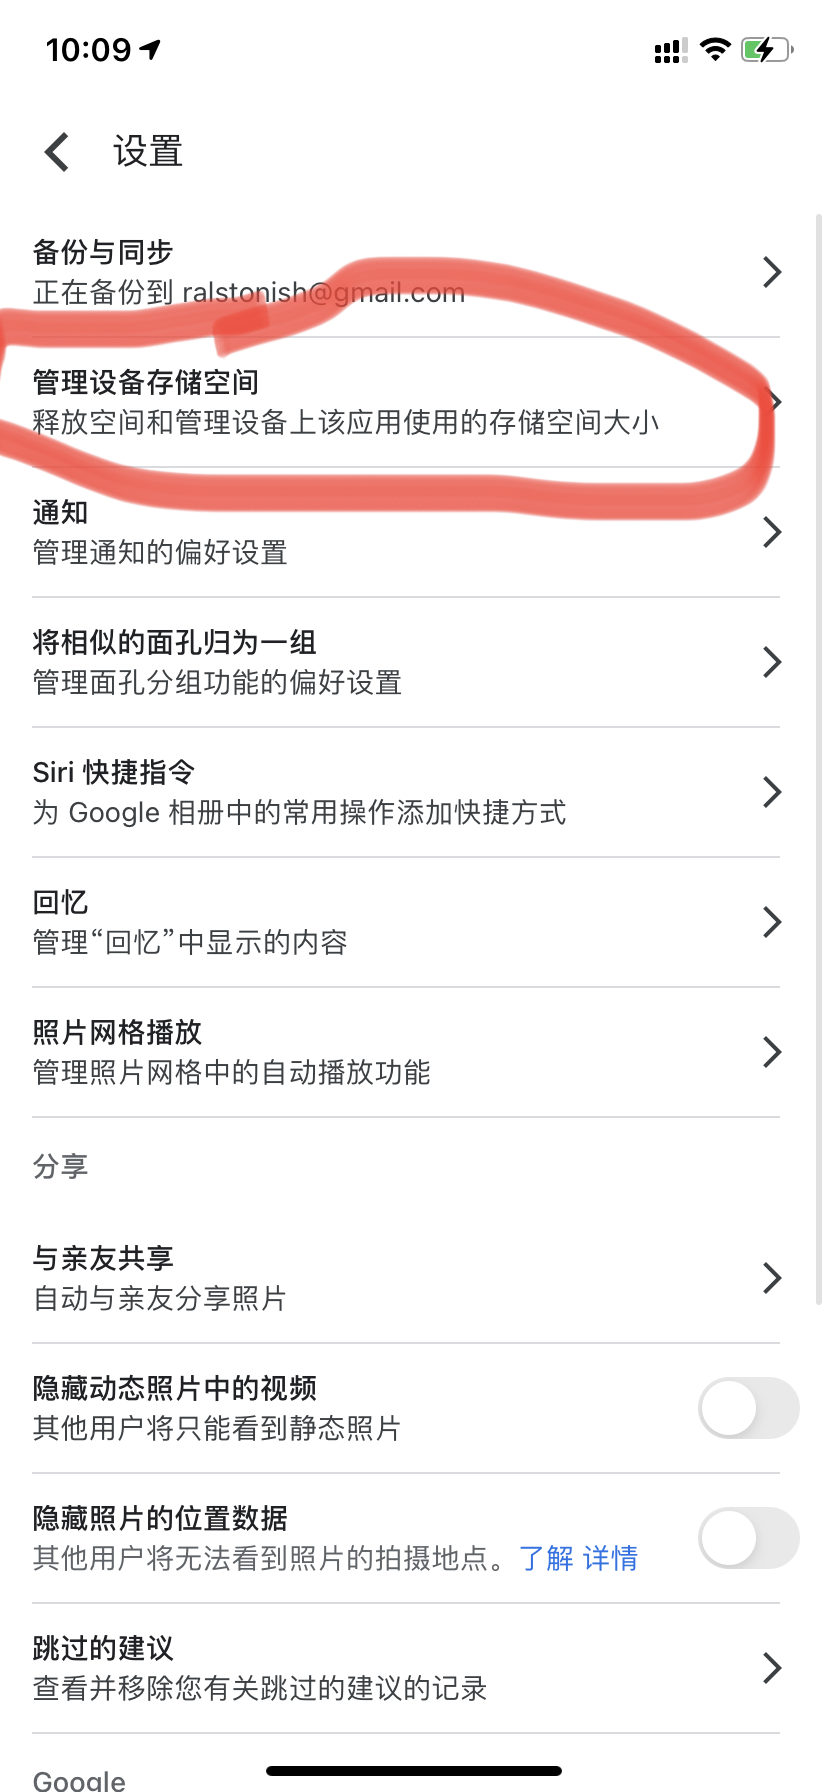 10:09
设置
备份与同步
正在备份到 ralstonish@gmail.com
管理设备存储空间
释放空间和管理设备上该应用使用的存储空间大小
通知
管理通知的偏好设置
将相似的面孔归为一组
管理面孔分组功能的偏好设置
Siri 快捷指令
为 Google 相册中的常用操作添加快捷方式
回忆
管理“回忆”中显示的内容
照片网格播放
管理照片网格中的自动播放功能
分享
与亲友共享
自动与亲友分享照片
隐藏动态照片中的视频
其他用户将只能看到静态照片
隐藏照片的位置数据
其他用户将无法看到照片的拍摄地点。了解 详情
跳过的建议
查看并移除您有关跳过的建议的记录
Google